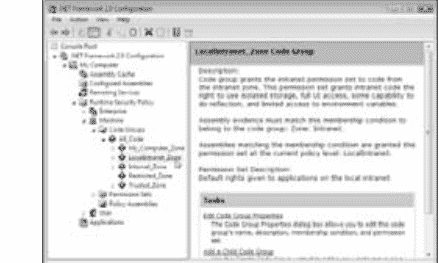 .NET Framework 2.0 Configuration
File Action View Help
Console Root
.NET Framework 2.0 Configuration
My Computer
Assembly Cache
Configured Assemblies
Remoting Services
Runtime Security Policy
Enterprise
Machine
Code Groups
All_Code
My_Computer_Zone
LocalIntranet_Zone
Internet_Zone
Restricted_Zone
Trusted_Zone
Permission Sets
Policy Assemblies
User
Applications
LocalIntranet_Zone Code Group
Description:
Code group grants the intranet permission set to code from
the intranet zone. This permission set grants intranet code the
right to use isolated storage, full UI access, some capability to
do reflection, and limited access to environment variables.
Assembly evidence must match this membership condition to
belong to the code group: Zone: Intranet.
Assemblies matching the membership condition are granted this
permission set at the current policy level: LocalIntranet.
Permission Set Description:
Default rights given to applications on the local intranet
Tasks
Edit Code Group Properties
The Code Group Properties dialog box allows you to edit this code
group's name, description, membership condition, and permission
set.
Add a Child Code Group